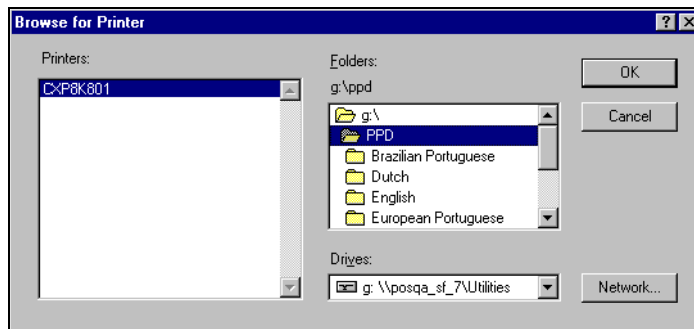 Browse for Printer
Printers:
CXP8K801
Folders:
g:\ppd
g:\
PPD
Brazilian Portuguese
Dutch
English
European Portuguese
Drives:
g: \\posqa_sf_7\Utilities
OK
Cancel
Network...